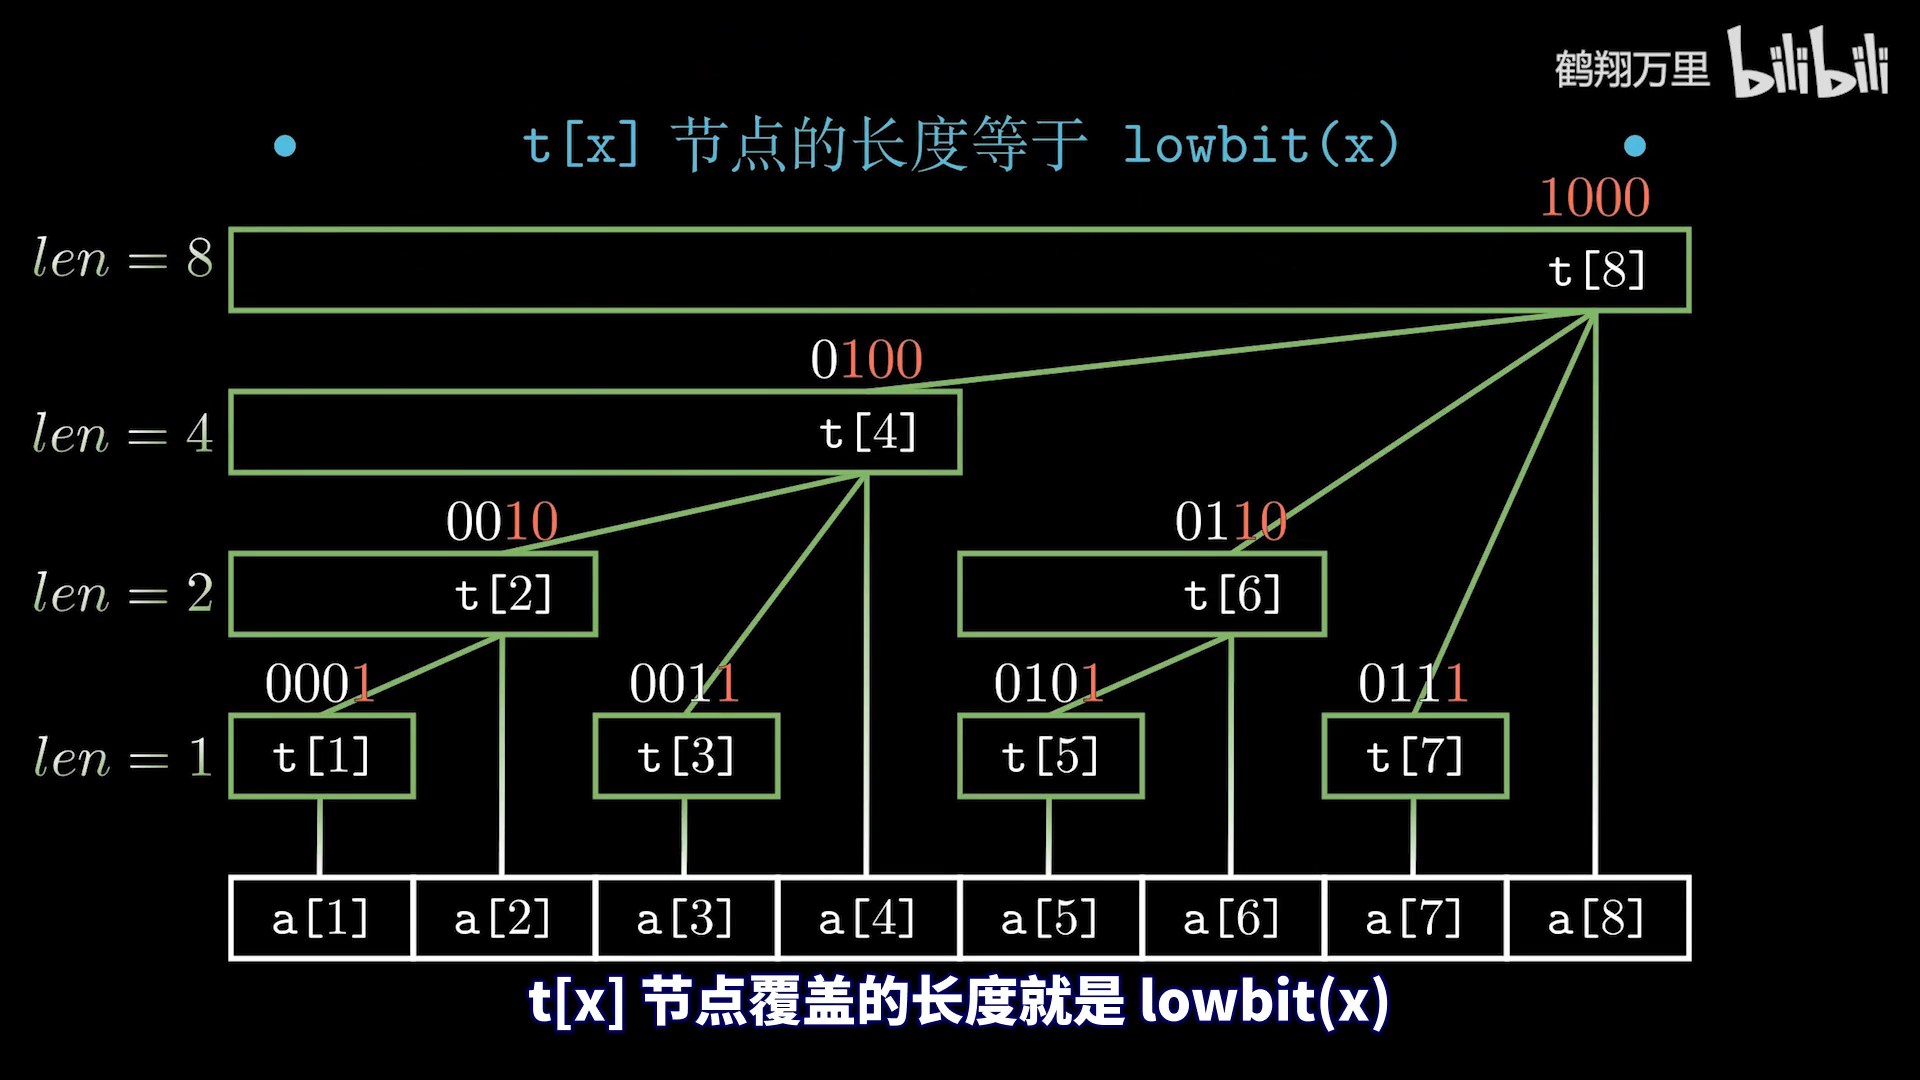 鹤翔万里 bilibili
t[x] 节点的长度等于 lowbit(x)
1000
len = 8 t[8]
0100
len = 4 t[4]
0010 0110
len = 2 t[2] t[6]
0001 0011 0101 0111
len = 1 t[1] t[3] t[5] t[7]
a[1] a[2] a[3] a[4] a[5] a[6] a[7] a[8]
t[x] 节点覆盖的长度就是 lowbit(x)